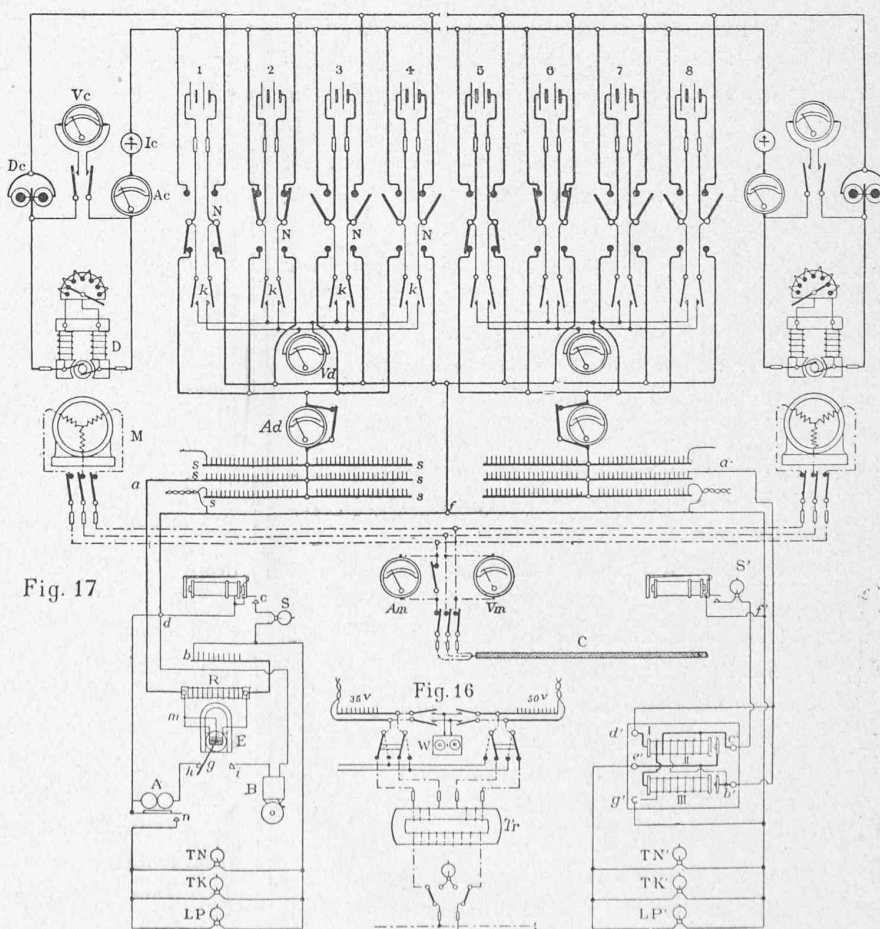 1 2 3 4 5 6 7 8
Vc
Ic
Dc
Ac
N
N N N
k k k k
D
Vd
Ad
M
s
a s s a
s s
f
Fig. 17
Am Vm
c S
S'
f'
d
C
b
R
Fig. 16
35 V 50 V
m
E
W
d' I c'
e' II
h g i
b'
g' III
A
B
n
Tr
TN TN'
TK TK'
LP LP'